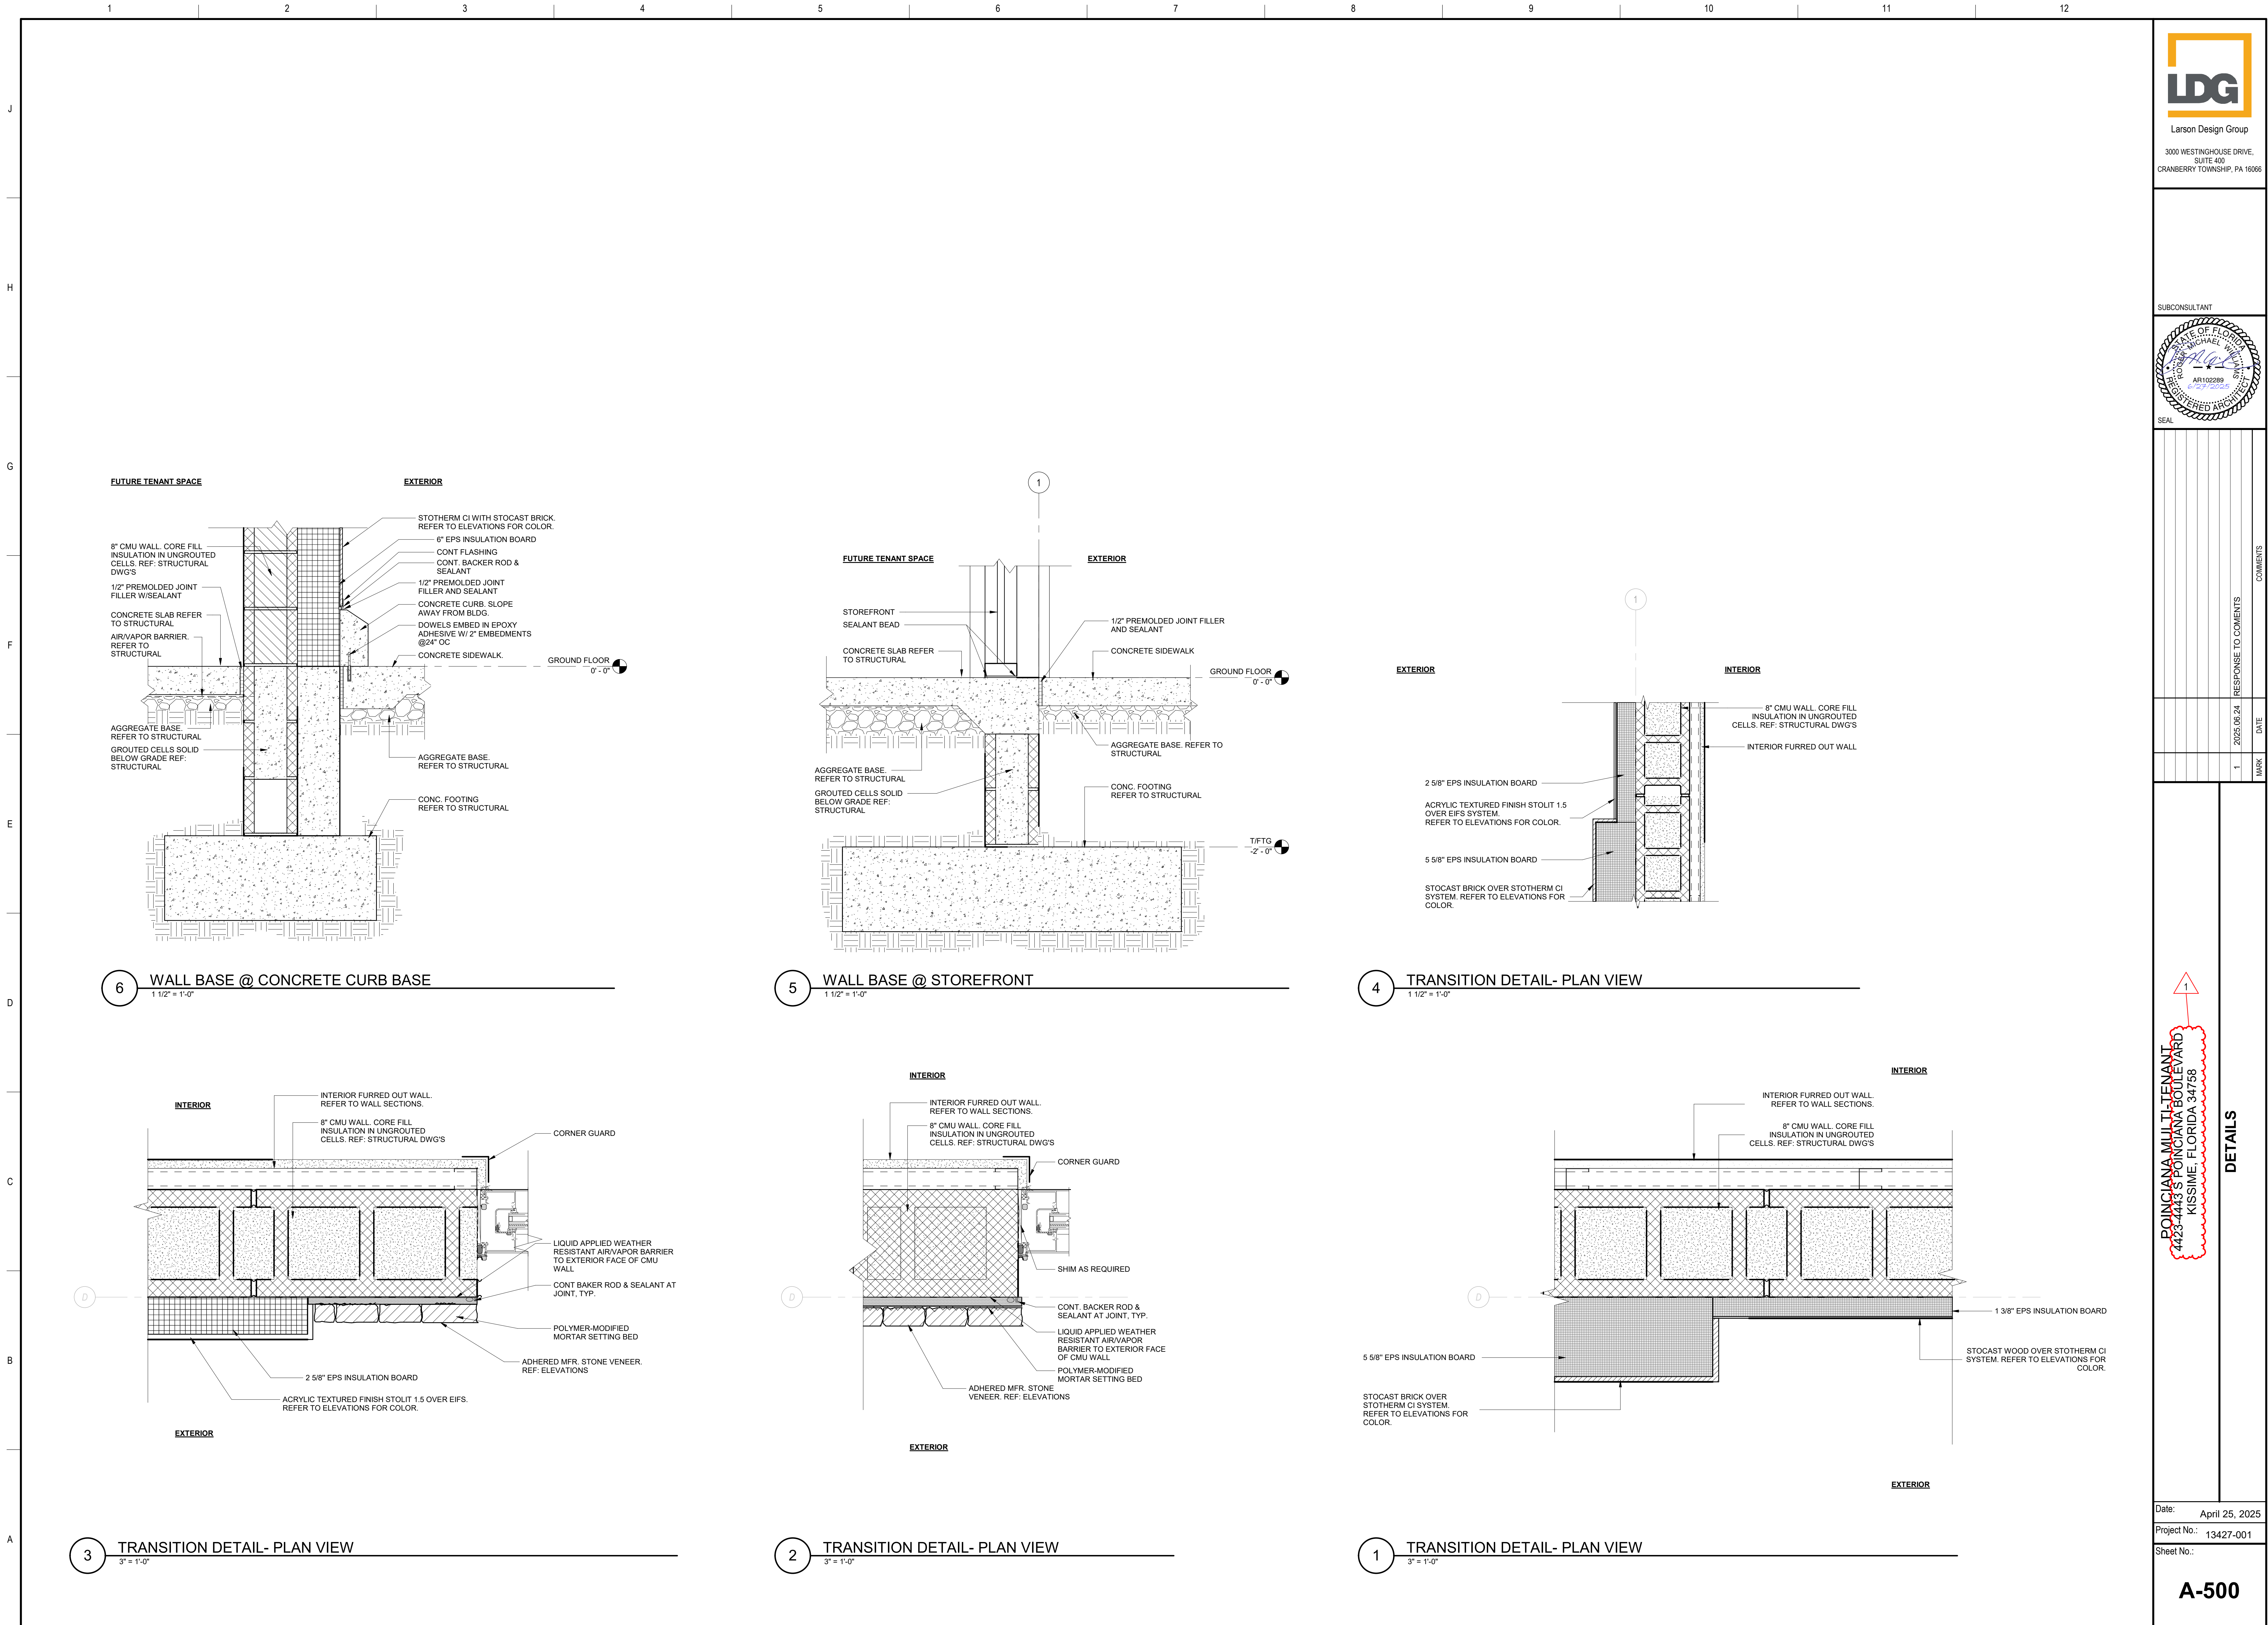 1 2 3 4 5 6 7 8 9 10 11 12
J
H
G
F
E
D
C
B
A
FUTURE TENANT SPACE
EXTERIOR
8" CMU WALL. CORE FILL
INSULATION IN UNGROUTED
CELLS. REF: STRUCTURAL
DWG'S
1/2" PREMOLDED JOINT
FILLER W/SEALANT
CONCRETE SLAB REFER
TO STRUCTURAL
AIR/VAPOR BARRIER.
REFER TO
STRUCTURAL
AGGREGATE BASE.
REFER TO STRUCTURAL
GROUTED CELLS SOLID
BELOW GRADE REF:
STRUCTURAL
STOTHERM CI WITH STOCAST BRICK.
REFER TO ELEVATIONS FOR COLOR.
6" EPS INSULATION BOARD
CONT FLASHING
CONT. BACKER ROD &
SEALANT
1/2" PREMOLDED JOINT
FILLER AND SEALANT
CONCRETE CURB. SLOPE
AWAY FROM BLDG.
DOWELS EMBED IN EPOXY
ADHESIVE W/ 2" EMBEDMENTS
@24" OC
CONCRETE SIDEWALK.
GROUND FLOOR
0' - 0"
AGGREGATE BASE.
REFER TO STRUCTURAL
CONC. FOOTING
REFER TO STRUCTURAL
6
WALL BASE @ CONCRETE CURB BASE
1 1/2" = 1'-0"
1
FUTURE TENANT SPACE
EXTERIOR
STOREFRONT
SEALANT BEAD
CONCRETE SLAB REFER
TO STRUCTURAL
1/2" PREMOLDED JOINT FILLER
AND SEALANT
CONCRETE SIDEWALK
GROUND FLOOR
0' - 0"
AGGREGATE BASE. REFER TO
STRUCTURAL
AGGREGATE BASE.
REFER TO STRUCTURAL
GROUTED CELLS SOLID
BELOW GRADE REF:
STRUCTURAL
CONC. FOOTING
REFER TO STRUCTURAL
T/FTG
-2' - 0"
5
WALL BASE @ STOREFRONT
1 1/2" = 1'-0"
1
EXTERIOR
INTERIOR
8" CMU WALL. CORE FILL
INSULATION IN UNGROUTED
CELLS. REF: STRUCTURAL DWG'S
INTERIOR FURRED OUT WALL
2 5/8" EPS INSULATION BOARD
ACRYLIC TEXTURED FINISH STOLIT 1.5
OVER EIFS SYSTEM.
REFER TO ELEVATIONS FOR COLOR.
5 5/8" EPS INSULATION BOARD
STOCAST BRICK OVER STOTHERM CI
SYSTEM. REFER TO ELEVATIONS FOR
COLOR.
4
TRANSITION DETAIL- PLAN VIEW
1 1/2" = 1'-0"
INTERIOR
INTERIOR FURRED OUT WALL.
REFER TO WALL SECTIONS.
8" CMU WALL. CORE FILL
INSULATION IN UNGROUTED
CELLS. REF: STRUCTURAL DWG'S
CORNER GUARD
LIQUID APPLIED WEATHER
RESISTANT AIR/VAPOR BARRIER
TO EXTERIOR FACE OF CMU
WALL
CONT BAKER ROD & SEALANT AT
JOINT, TYP.
D
POLYMER-MODIFIED
MORTAR SETTING BED
ADHERED MFR. STONE VENEER.
REF: ELEVATIONS
2 5/8" EPS INSULATION BOARD
ACRYLIC TEXTURED FINISH STOLIT 1.5 OVER EIFS.
REFER TO ELEVATIONS FOR COLOR.
EXTERIOR
3
TRANSITION DETAIL- PLAN VIEW
3" = 1'-0"
INTERIOR
INTERIOR FURRED OUT WALL.
REFER TO WALL SECTIONS.
8" CMU WALL. CORE FILL
INSULATION IN UNGROUTED
CELLS. REF: STRUCTURAL DWG'S
CORNER GUARD
SHIM AS REQUIRED
D
CONT. BACKER ROD &
SEALANT AT JOINT, TYP.
LIQUID APPLIED WEATHER
RESISTANT AIR/VAPOR
BARRIER TO EXTERIOR FACE
OF CMU WALL
POLYMER-MODIFIED
MORTAR SETTING BED
ADHERED MFR. STONE
VENEER. REF: ELEVATIONS
EXTERIOR
2
TRANSITION DETAIL- PLAN VIEW
3" = 1'-0"
INTERIOR
INTERIOR FURRED OUT WALL.
REFER TO WALL SECTIONS.
8" CMU WALL. CORE FILL
INSULATION IN UNGROUTED
CELLS. REF: STRUCTURAL DWG'S
D
1 3/8" EPS INSULATION BOARD
5 5/8" EPS INSULATION BOARD
STOCAST WOOD OVER STOTHERM CI
SYSTEM. REFER TO ELEVATIONS FOR
COLOR.
STOCAST BRICK OVER
STOTHERM CI SYSTEM.
REFER TO ELEVATIONS FOR
COLOR.
EXTERIOR
1
TRANSITION DETAIL- PLAN VIEW
3" = 1'-0"
LDG
Larson Design Group
3000 WESTINGHOUSE DRIVE,
SUITE 400
CRANBERRY TOWNSHIP, PA 16066
SUBCONSULTANT
STATE OF FLORIDA
ROGER MICHAEL WILLIAMS
AR102289
6/27/2025
REGISTERED ARCHITECT
SEAL
MARK DATE COMMENTS
1 2025.06.24 RESPONSE TO COMENTS
1
POINCIANA MULTI-TENANT
4423-4443 S POINCIANA BOULEVARD
KISSIME, FLORIDA 34758
DETAILS
Date: April 25, 2025
Project No.: 13427-001
Sheet No.:
A-500